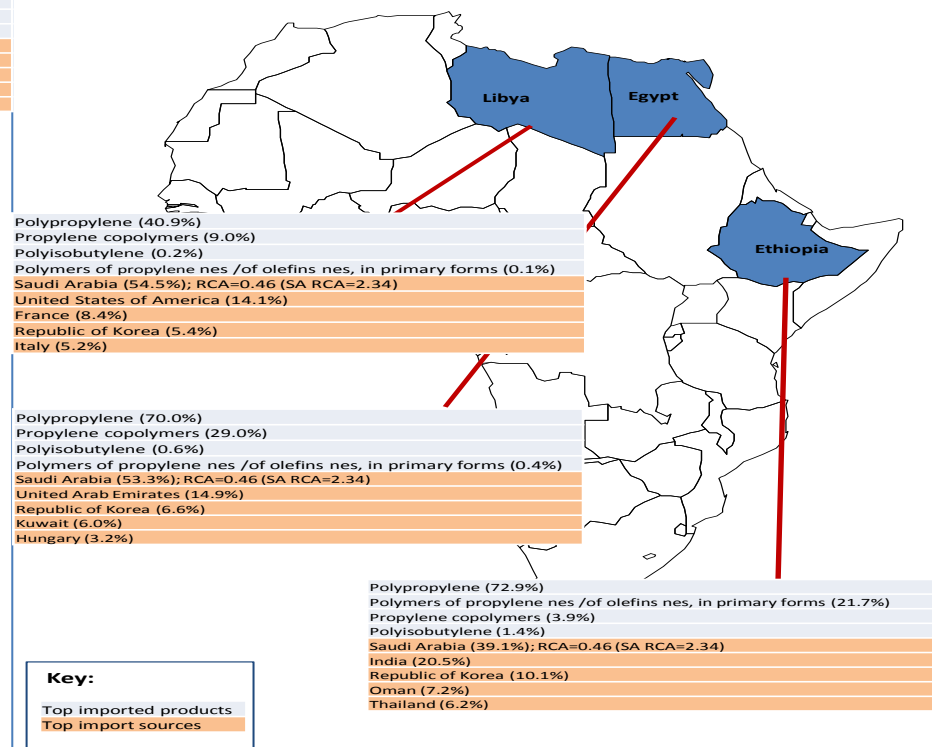 Libya
Egypt
Ethiopia
Polypropylene (40.9%)
Propylene copolymers (9.0%)
Polyisobutylene (0.2%)
Polymers of propylene nes /of olefins nes, in primary forms (0.1%)
Saudi Arabia (54.5%); RCA=0.46 (SA RCA=2.34)
United States of America (14.1%)
France (8.4%)
Republic of Korea (5.4%)
Italy (5.2%)
Polypropylene (70.0%)
Propylene copolymers (29.0%)
Polyisobutylene (0.6%)
Polymers of propylene nes /of olefins nes, in primary forms (0.4%)
Saudi Arabia (53.3%); RCA=0.46 (SA RCA=2.34)
United Arab Emirates (14.9%)
Republic of Korea (6.6%)
Kuwait (6.0%)
Hungary (3.2%)
Polypropylene (72.9%)
Polymers of propylene nes /of olefins nes, in primary forms (21.7%)
Propylene copolymers (3.9%)
Polyisobutylene (1.4%)
Saudi Arabia (39.1%); RCA=0.46 (SA RCA=2.34)
India (20.5%)
Republic of Korea (10.1%)
Oman (7.2%)
Thailand (6.2%)
Key:
Top imported products
Top import sources